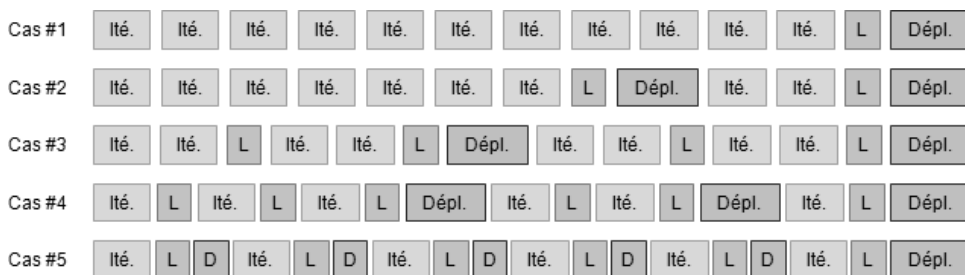 Cas #1 Ité. Ité. Ité. Ité. Ité. Ité. Ité. Ité. Ité. Ité. Ité. L Dépl.
Cas #2 Ité. Ité. Ité. Ité. Ité. Ité. Ité. L Dépl. Ité. Ité. L Dépl.
Cas #3 Ité. Ité. L Ité. Ité. L Dépl. Ité. Ité. L Ité. Ité. L Dépl.
Cas #4 Ité. L Ité. L Ité. L Dépl. Ité. L Ité. L Dépl. Ité. L Dépl.
Cas #5 Ité. L D Ité. L D Ité. L D Ité. L D Ité. L D Ité. L Dépl.